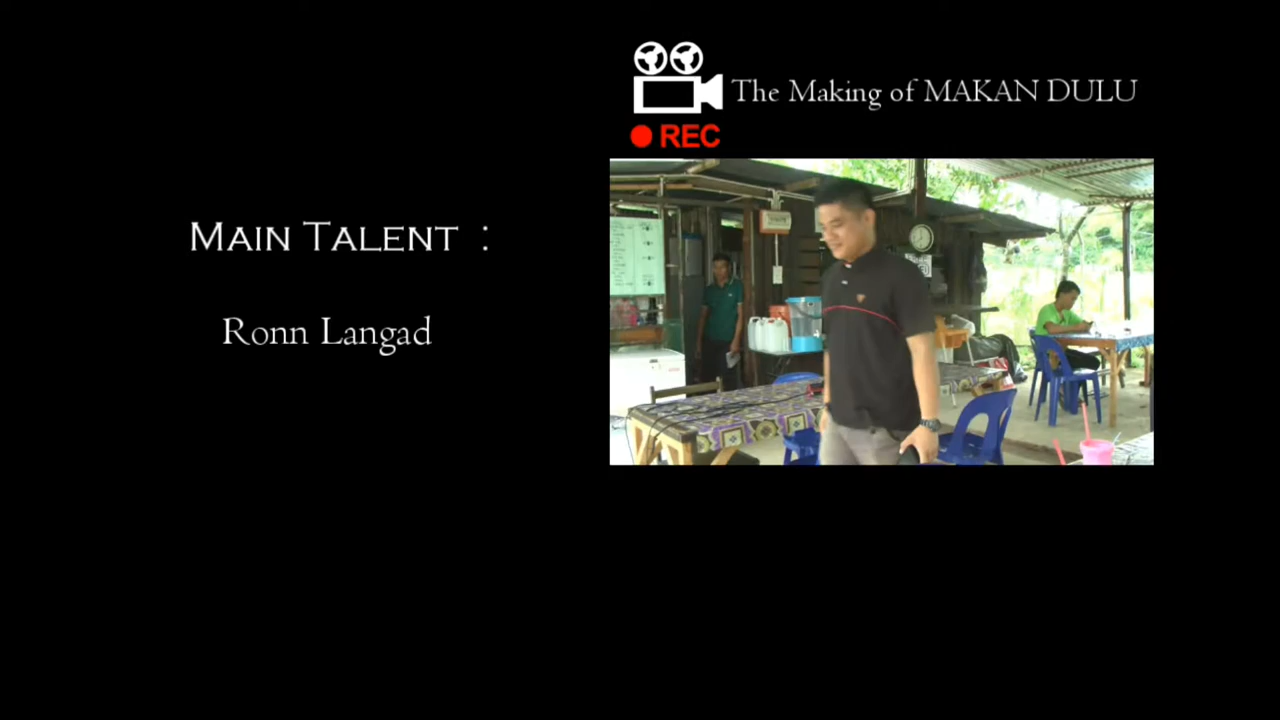 The Making of MAKAN DULU
REC
MAIN TALENT :
Ronn Langad